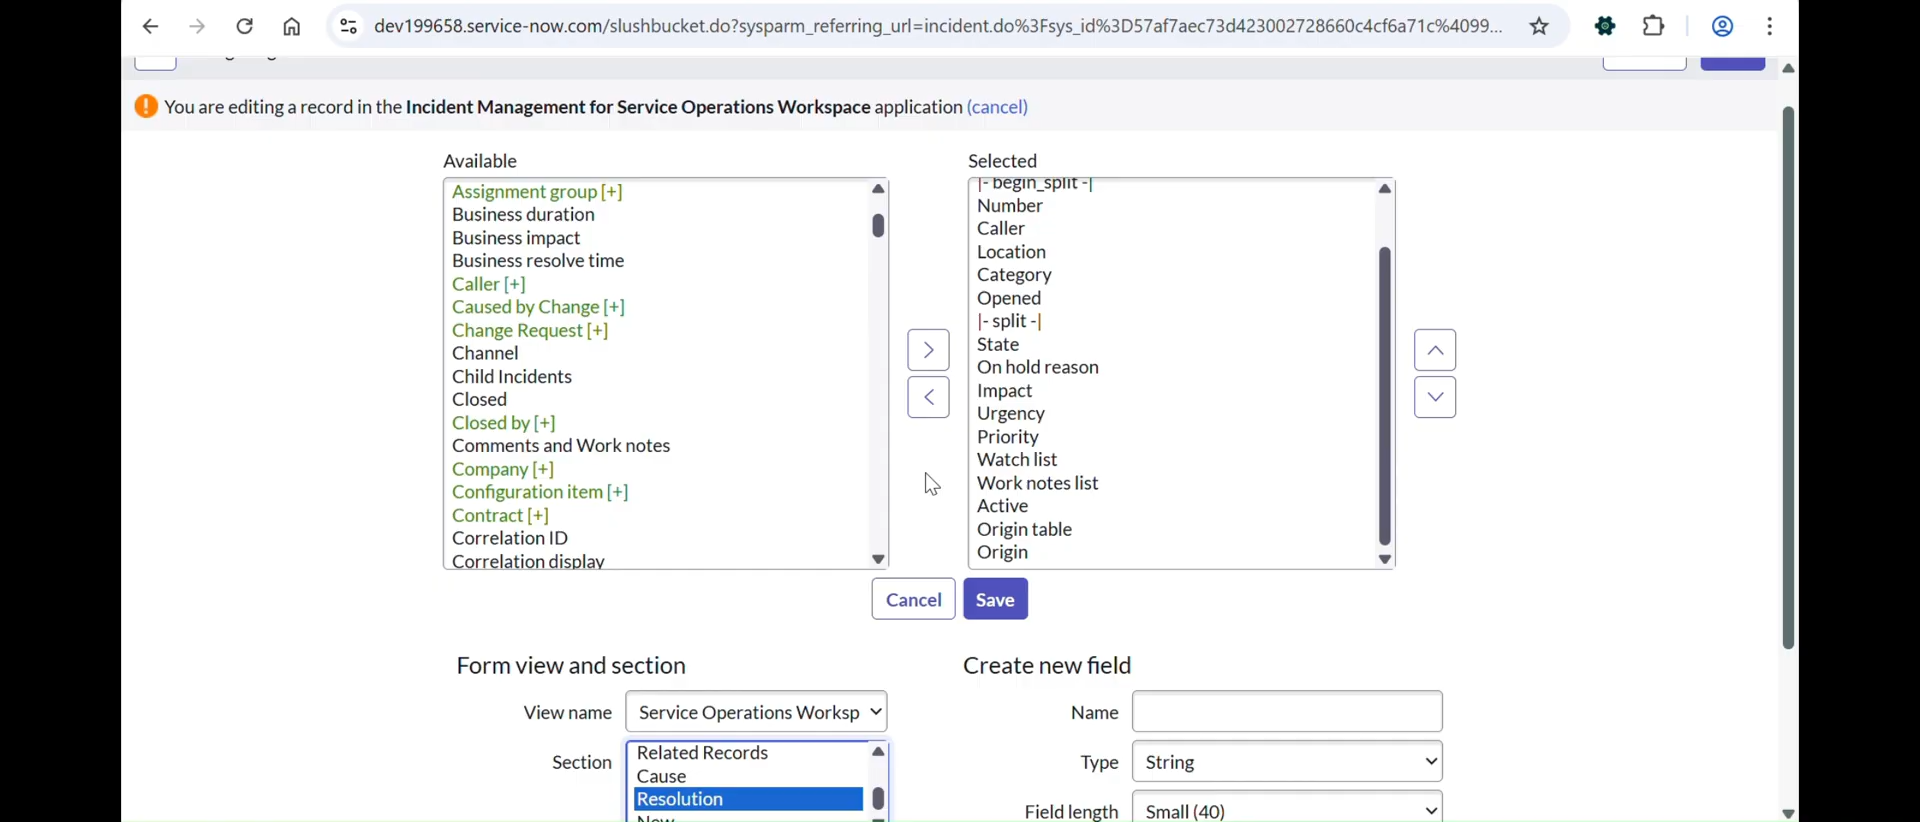 dev199658.service-now.com/slushbucket.do?sysparm_referring_url=incident.do%3Fsys_id%3D57af7aec73d423002728660c4cf6a71c%4099...
You are editing a record in the Incident Management for Service Operations Workspace application (cancel)
Available
Assignment group [+]
Business duration
Business impact
Business resolve time
Caller [+]
Caused by Change [+]
Change Request [+]
Channel
Child Incidents
Closed
Closed by [+]
Comments and Work notes
Company [+]
Configuration item [+]
Contract [+]
Correlation ID
Correlation display
Selected
|- begin_split -|
Number
Caller
Location
Category
Opened
|- split -|
State
On hold reason
Impact
Urgency
Priority
Watch list
Work notes list
Active
Origin table
Origin
Cancel
Save
Form view and section
View name
Service Operations Worksp
Section
Related Records
Cause
Resolution
New
Create new field
Name
Type
String
Field length
Small (40)